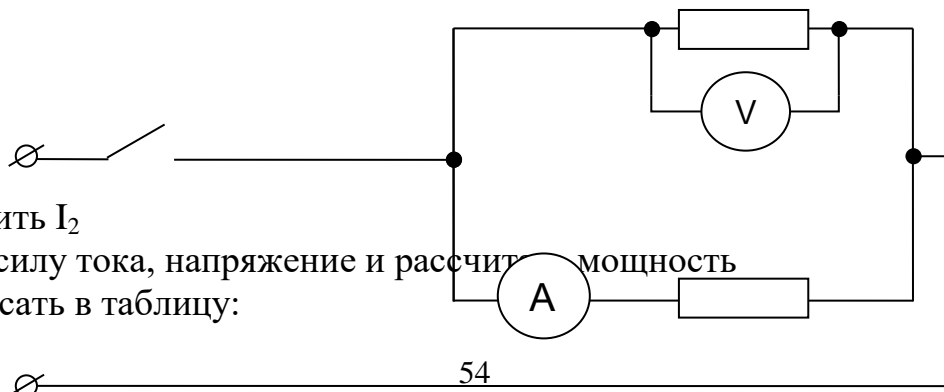 V
ить I₂
силу тока, напряжение и рассчит мощность
A
сать в таблицу:
54